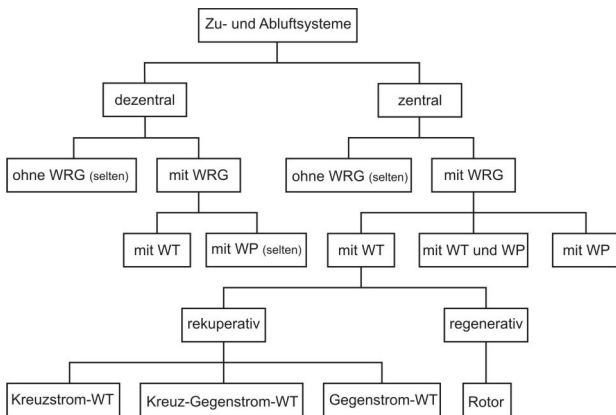 Zu- und Abluftsysteme
dezentral
zentral
ohne WRG (selten)
mit WRG
ohne WRG (selten)
mit WRG
mit WT
mit WP (selten)
mit WT
mit WT und WP
mit WP
rekuperativ
regenerativ
Kreuzstrom-WT
Kreuz-Gegenstrom-WT
Gegenstrom-WT
Rotor